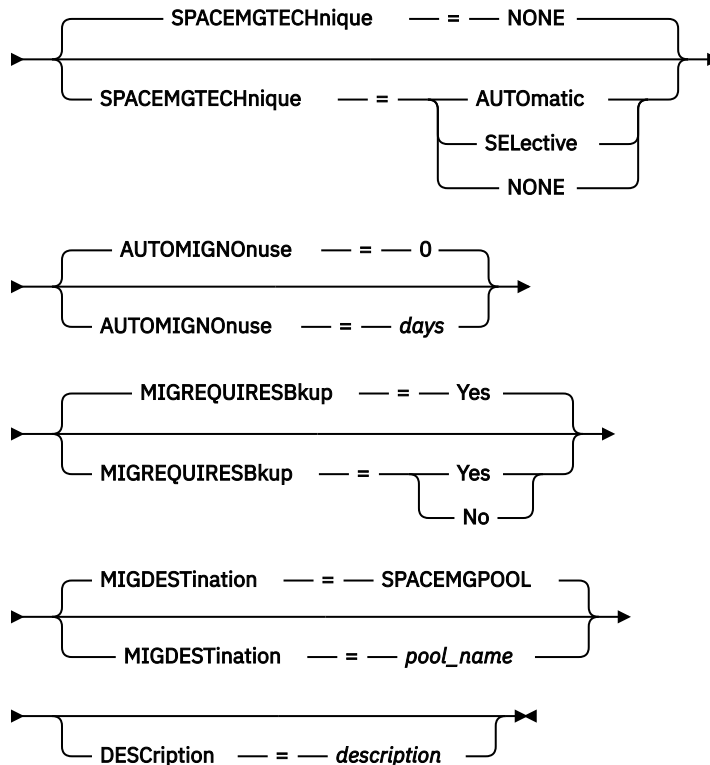 SPACEMGTECHnique = NONE
SPACEMGTECHnique = AUTOmatic
SELective
NONE
AUTOMIGNOnuse = 0
AUTOMIGNOnuse = days
MIGREQUIRESBkup = Yes
MIGREQUIRESBkup = Yes
No
MIGDESTination = SPACEMGPOOL
MIGDESTination = pool_name
DESCription = description